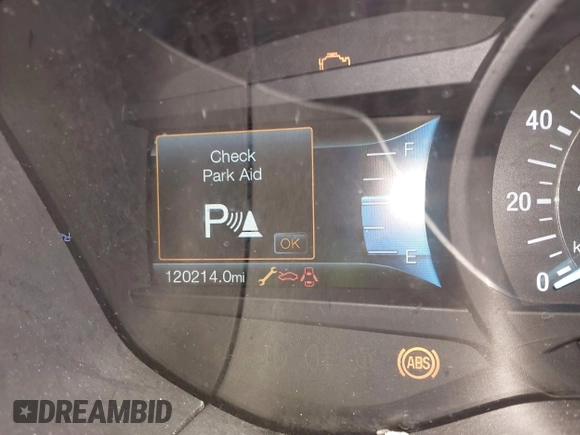 Check
Park Aid
P
OK
F
E
120214.0mi
40
20
0
ABS
DREAMBID